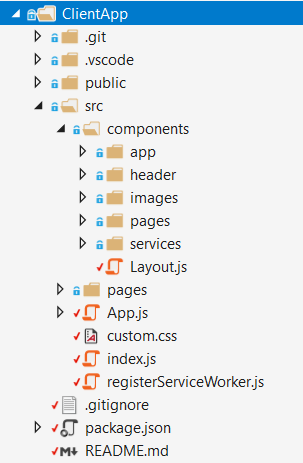 ClientApp
.git
.vscode
public
src
components
app
header
images
pages
services
Layout.js
pages
App.js
custom.css
index.js
registerServiceWorker.js
.gitignore
package.json
README.md